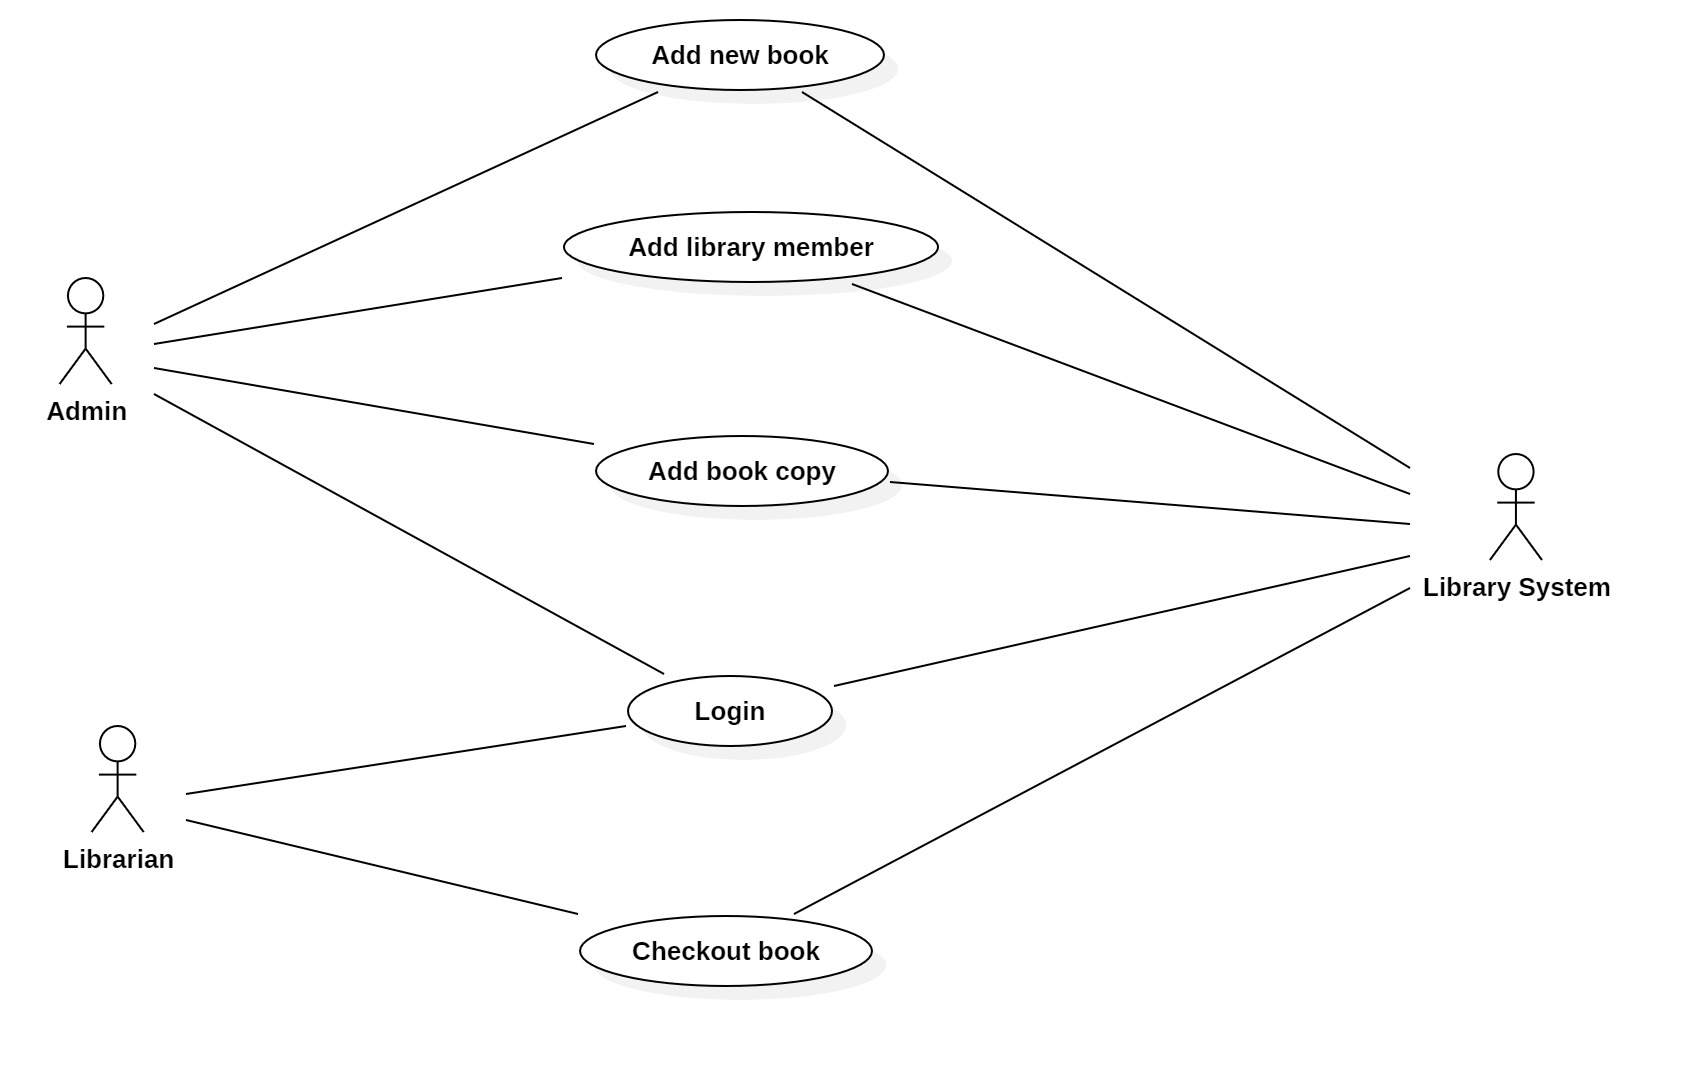 Add new book
Add library member
Admin
Add book copy
Library System
Login
Librarian
Checkout book